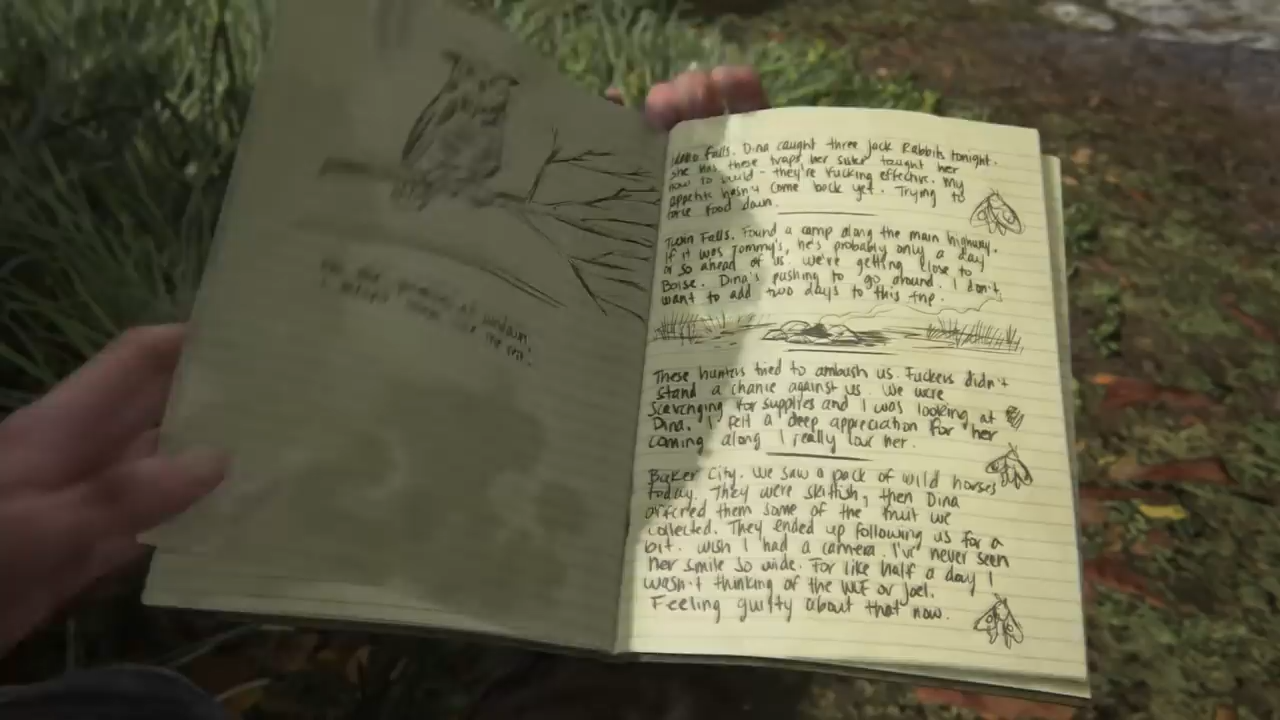 Idaho Falls. Dina caught three jack Rabbits tonight.
she has these traps her sister taught her
how to build - they're fucking effective. My
appetite hasn't come back yet. Trying to
force food down.
Twin Falls. Found a camp along the main highway.
If it was Tommy's, he's probably only a day
or so ahead of us. We're getting close to
Boise. Dina's pushing to go around. I don't
want to add two days to this trip.
These hunters tried to ambush us. Fuckers didn't
stand a chance against us. We were
scavenging for supplies and I was looking at
Dina. I felt a deep appreciation for her
coming along I really love her.
Baker City. We saw a pack of wild horses
today. They were skittish, then Dina
offered them some of the fruit we
collected. They ended up following us for a
bit. Wish I had a camera. I've never seen
her smile so wide. For like half a day I
wasn't thinking of the WLF or Joel.
Feeling guilty about that now.